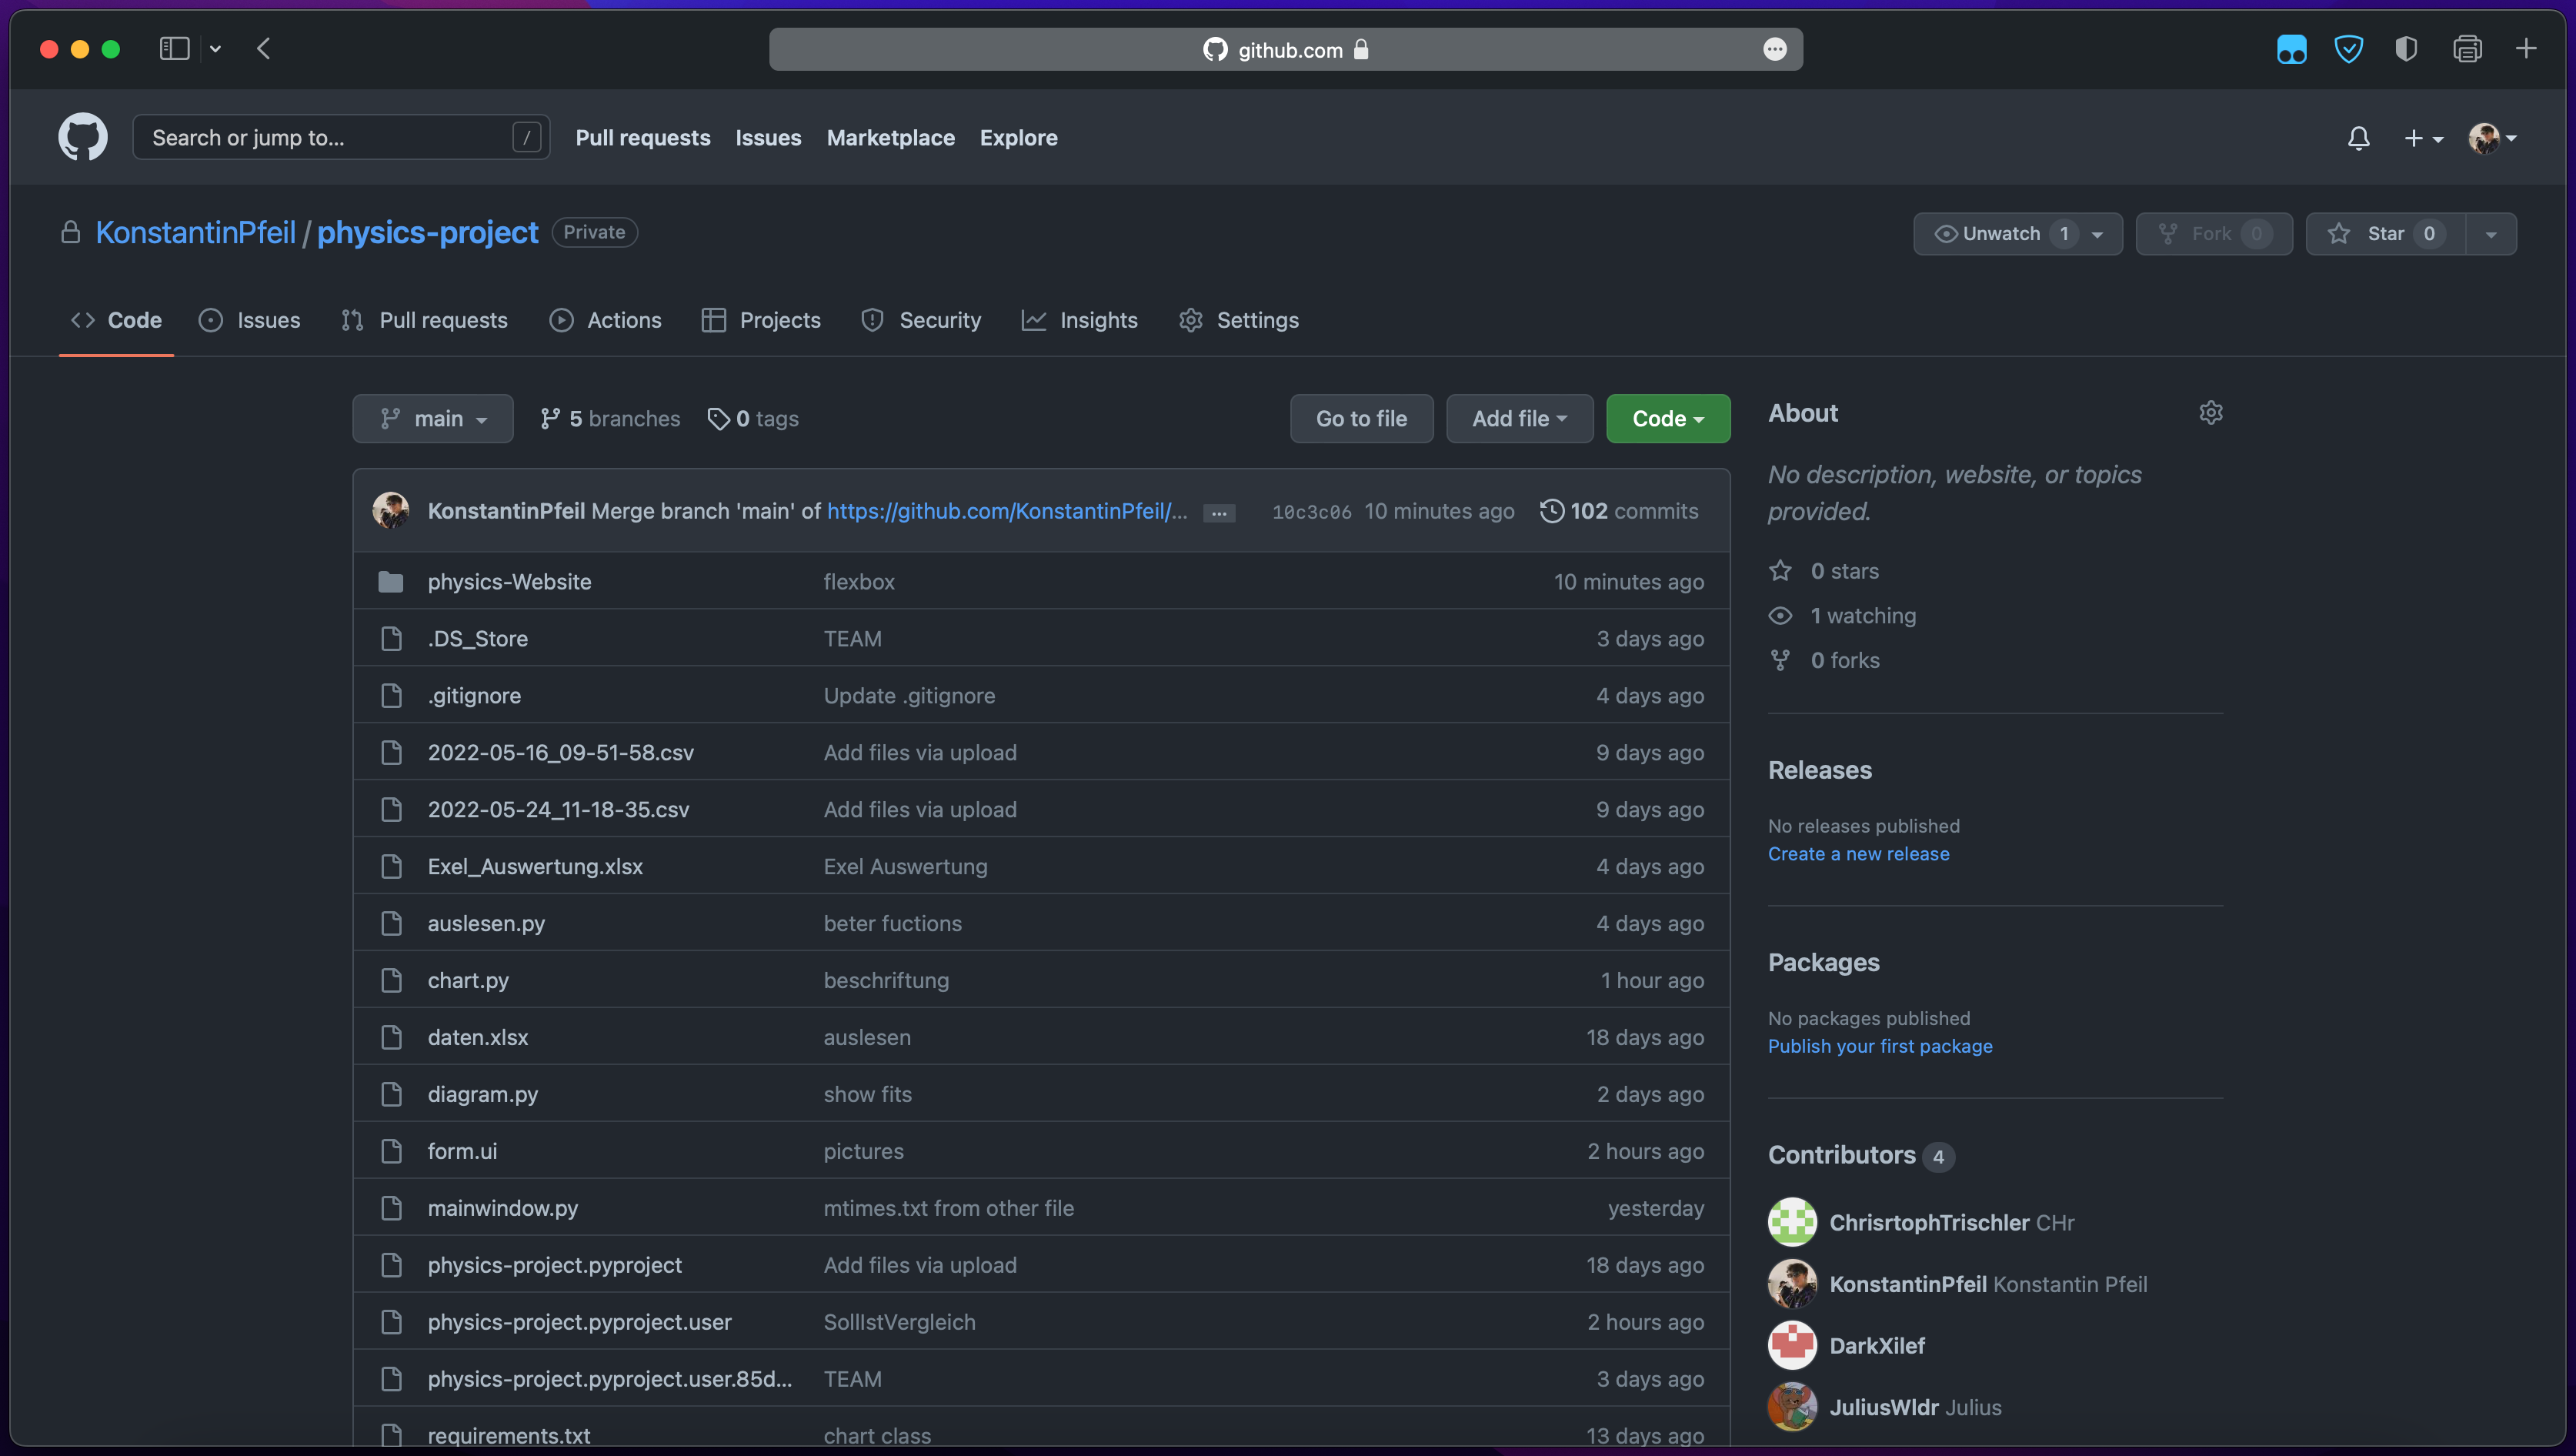 github.com
Search or jump to... /
Pull requests Issues Marketplace Explore
KonstantinPfeil / physics-project Private
Unwatch 1 Fork 0 Star 0
Code Issues Pull requests Actions Projects Security Insights Settings
main 5 branches 0 tags Go to file Add file Code
KonstantinPfeil Merge branch 'main' of https://github.com/KonstantinPfeil/... ... 10c3c06 10 minutes ago 102 commits
physics-Website flexbox 10 minutes ago
.DS_Store TEAM 3 days ago
.gitignore Update .gitignore 4 days ago
2022-05-16_09-51-58.csv Add files via upload 9 days ago
2022-05-24_11-18-35.csv Add files via upload 9 days ago
Exel_Auswertung.xlsx Exel Auswertung 4 days ago
auslesen.py beter fuctions 4 days ago
chart.py beschriftung 1 hour ago
daten.xlsx auslesen 18 days ago
diagram.py show fits 2 days ago
form.ui pictures 2 hours ago
mainwindow.py mtimes.txt from other file yesterday
physics-project.pyproject Add files via upload 18 days ago
physics-project.pyproject.user SollIstVergleich 2 hours ago
physics-project.pyproject.user.85d... TEAM 3 days ago
requirements.txt chart class 13 days ago
About
No description, website, or topics
provided.
0 stars
1 watching
0 forks
Releases
No releases published
Create a new release
Packages
No packages published
Publish your first package
Contributors 4
ChrisrtophTrischler CHr
KonstantinPfeil Konstantin Pfeil
DarkXilef
JuliusWldr Julius